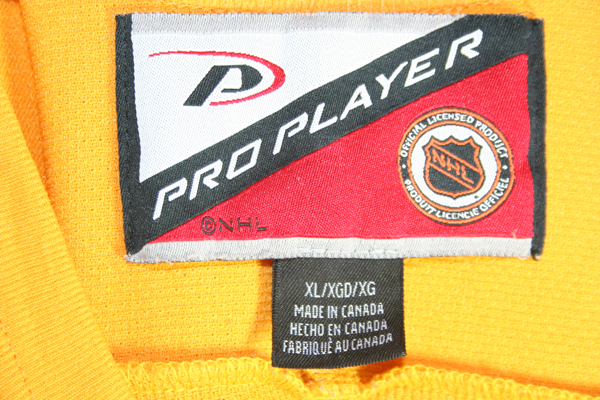 PRO PLAYER
OFFICIAL LICENSED PRODUCT
NHL
PRODUIT LICENCIÉ OFFICIEL
©NHL
XL/XGD/XG
MADE IN CANADA
HECHO EN CANADA
FABRIQUÉ AU CANADA